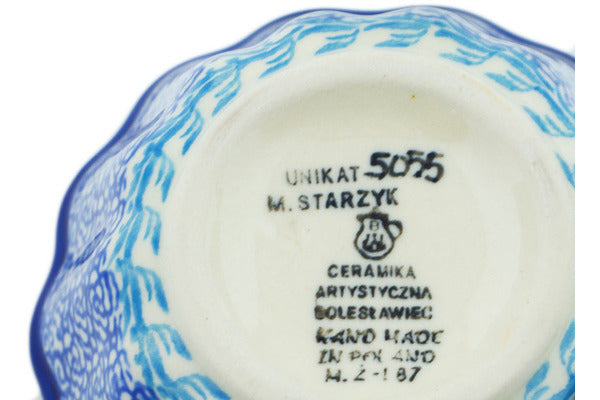 UNIKAT 5055
M. STARZYK
B
CERAMIKA
ARTYSTYCZNA
BOLESŁAWIEC
HAND MADE
IN POLAND
M. Z-187